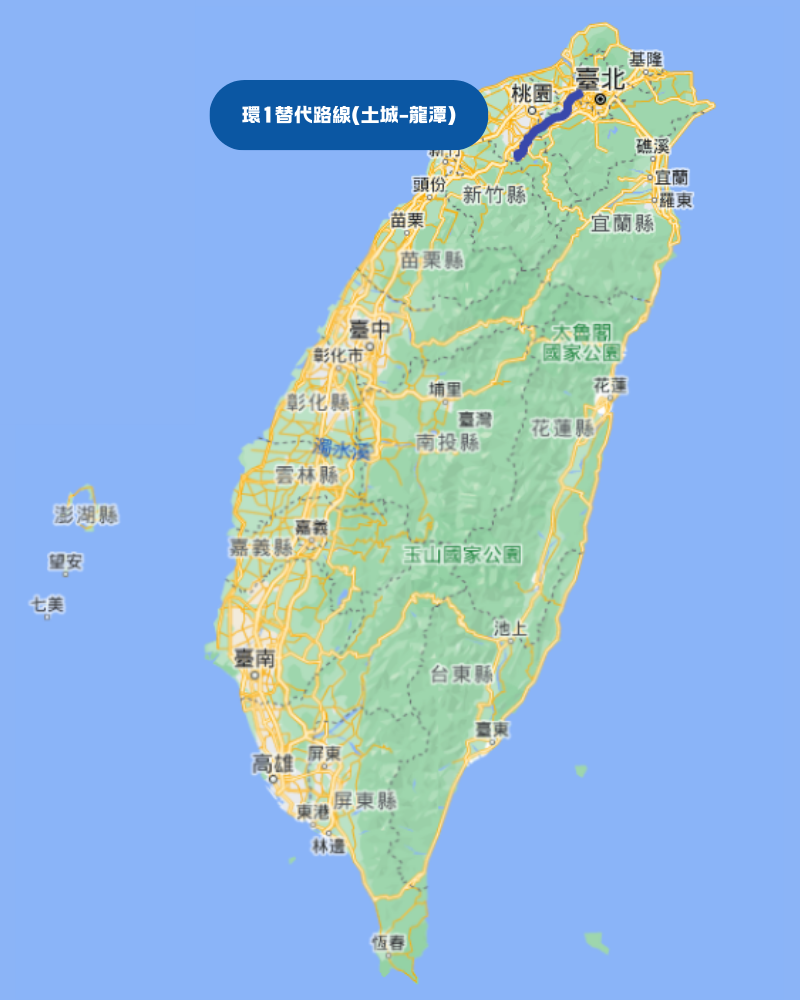 基隆
臺北
桃園
環1替代路線(土城-龍潭)
礁溪
新竹
宜蘭
頭份
新竹縣
羅東
苗栗
宜蘭縣
苗栗縣
臺中
太魯閣
國家公園
彰化市
花蓮
埔里
彰化縣
臺灣
花蓮縣
南投縣
濁水溪
雲林縣
澎湖縣
嘉義
嘉義縣
玉山國家公園
望安
七美
池上
臺南
台東縣
臺東
屏東
高雄
屏東縣
東港
林邊
恆春